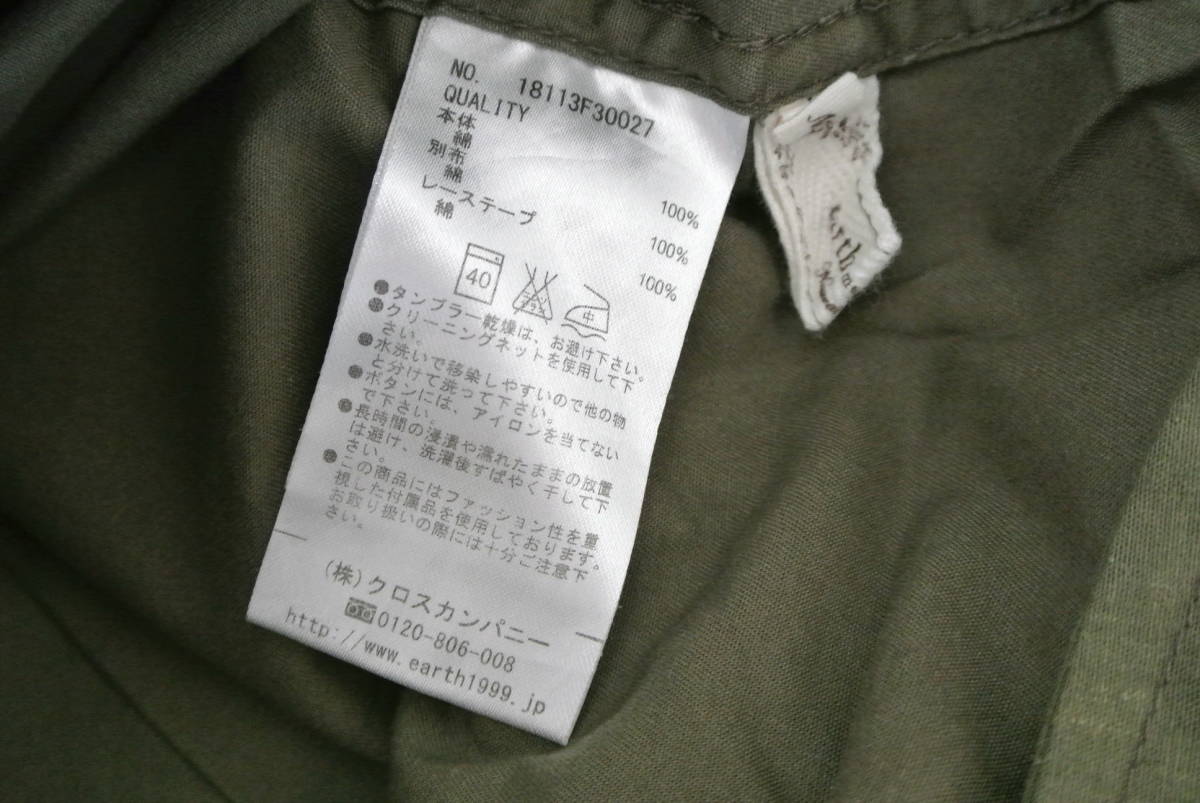 NO. 18113F30027
QUALITY
本体
綿 100%
別布
綿 100%
レーステープ
綿 100%
40
エンソ
サラシ
中
●タンブラー乾燥は、お避け下さい。
●クリーニングネットを使用して下
さい。
●水洗いで移染しやすいので他の物
と分けて洗って下さい。
●ボタンには、アイロンを当てない
で下さい。
●長時間の浸漬や濡れたままの放置
は避け、洗濯後すばやく干して下
さい。
●この商品にはファッション性を重
視した付属品を使用しております。
お取り扱いの際には十分ご注意下
さい。
(株)クロスカンパニー
0120-806-008
http://www.earth1999.jp
earth